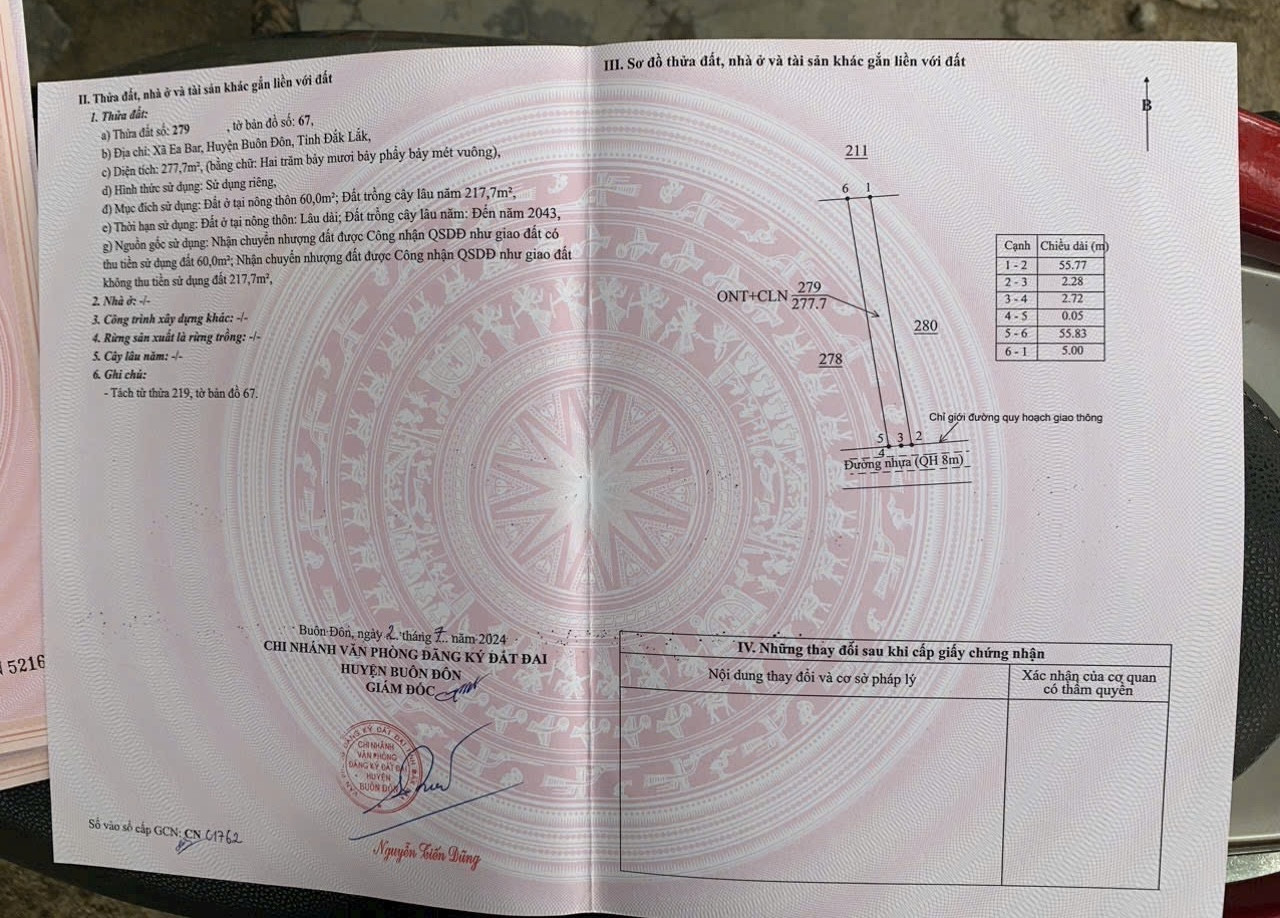 II. Thửa đất, nhà ở và tài sản khác gắn liền với đất
1. Thửa đất:
a) Thửa đất số: 279 , tờ bản đồ số: 67,
b) Địa chỉ: Xã Ea Bar, Huyện Buôn Đôn, Tỉnh Đắk Lắk,
c) Diện tích: 277,7m², (bằng chữ: Hai trăm bảy mươi bảy phẩy bảy mét vuông),
d) Hình thức sử dụng: Sử dụng riêng,
đ) Mục đích sử dụng: Đất ở tại nông thôn 60,0m²; Đất trồng cây lâu năm 217,7m²,
e) Thời hạn sử dụng: Đất ở tại nông thôn: Lâu dài; Đất trồng cây lâu năm: Đến năm 2043,
g) Nguồn gốc sử dụng: Nhận chuyển nhượng đất được Công nhận QSDĐ như giao đất có
thu tiền sử dụng đất 60,0m²; Nhận chuyển nhượng đất được Công nhận QSDĐ như giao đất
không thu tiền sử dụng đất 217,7m²,
2. Nhà ở: -/-
3. Công trình xây dựng khác: -/-
4. Rừng sản xuất là rừng trồng: -/-
5. Cây lâu năm: -/-
6. Ghi chú:
- Tách từ thửa 219, tờ bản đồ 67.
Buôn Đôn, ngày 2 tháng 7 năm 2024
CHI NHÁNH VĂN PHÒNG ĐĂNG KÝ ĐẤT ĐAI
HUYỆN BUÔN ĐÔN
GIÁM ĐỐC
CHI NHÁNH
VĂN PHÒNG
ĐĂNG KÝ ĐẤT ĐAI
HUYỆN
BUÔN ĐÔN
Nguyễn Tiến Dũng
Số vào sổ cấp GCN: CN 01762
5216
III. Sơ đồ thửa đất, nhà ở và tài sản khác gắn liền với đất
B
211
6 1
ONT+CLN 279
277.7
280
278
Chỉ giới đường quy hoạch giao thông
5 3 2
4
Đường nhựa (QH 8m)
Cạnh Chiều dài (m)
1 - 2 55.77
2 - 3 2.28
3 - 4 2.72
4 - 5 0.05
5 - 6 55.83
6 - 1 5.00
IV. Những thay đổi sau khi cấp giấy chứng nhận
Nội dung thay đổi và cơ sở pháp lý
Xác nhận của cơ quan
có thẩm quyền